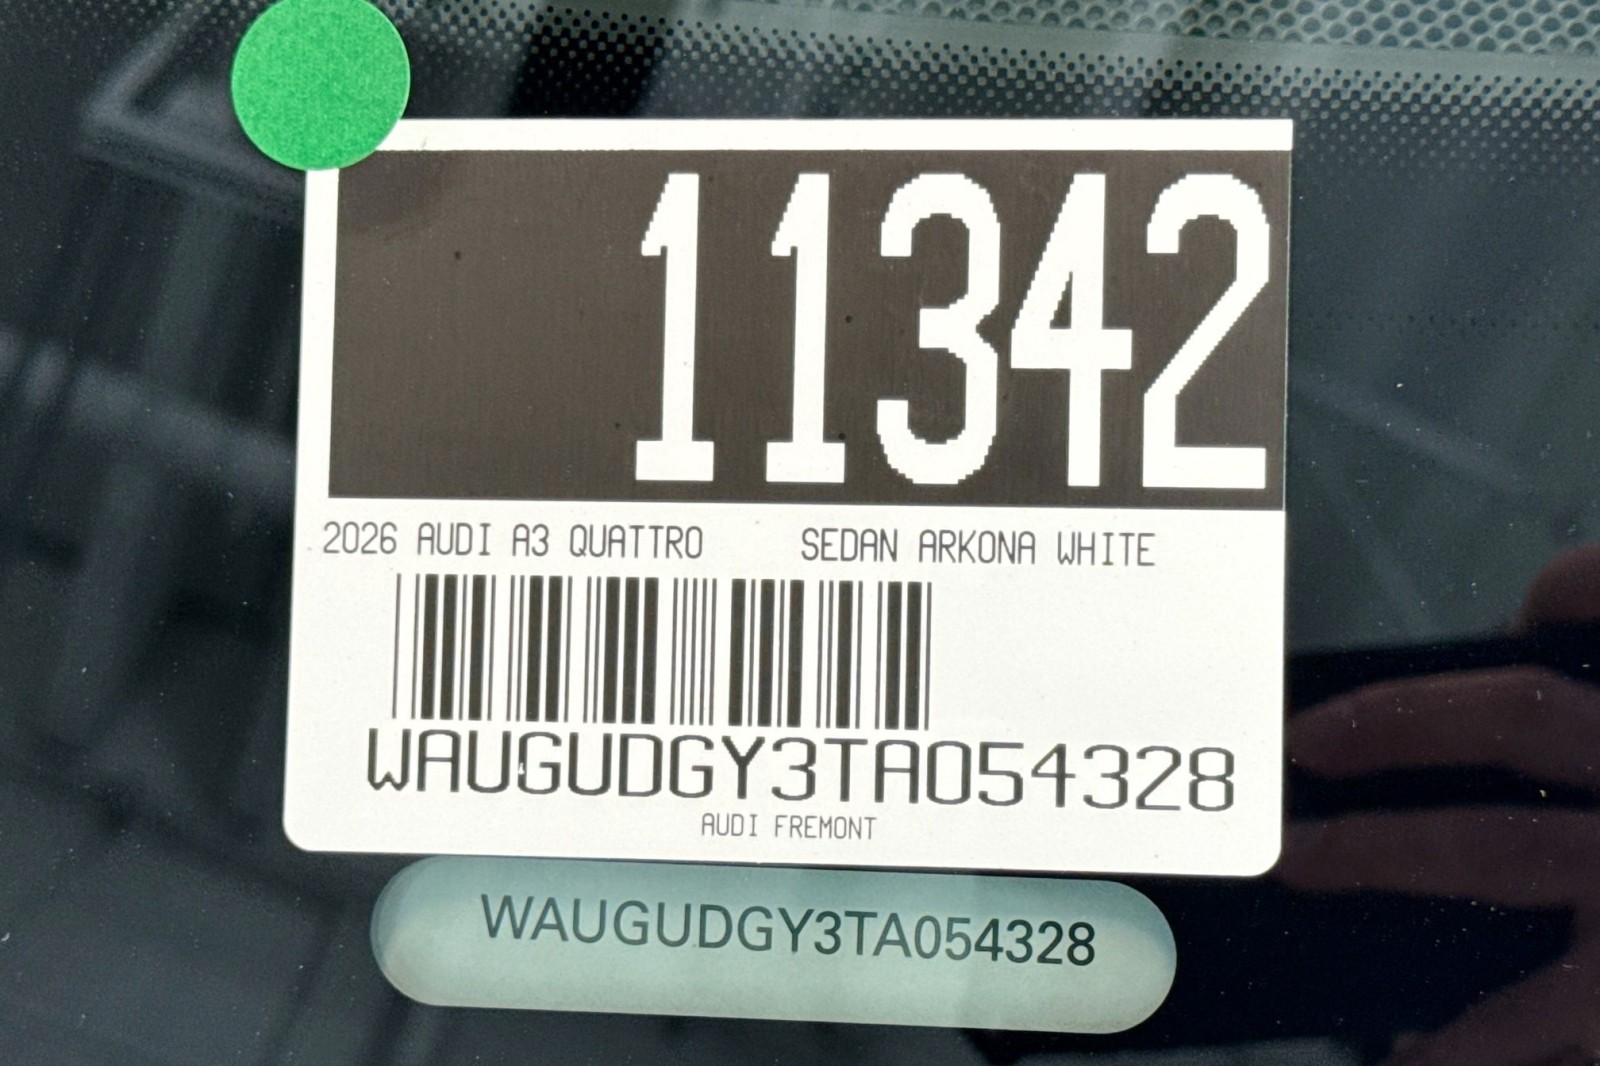 11342
2026 AUDI A3 QUATTRO SEDAN ARKONA WHITE
WAUGUDGY3TA054328
AUDI FREMONT
WAUGUDGY3TA054328